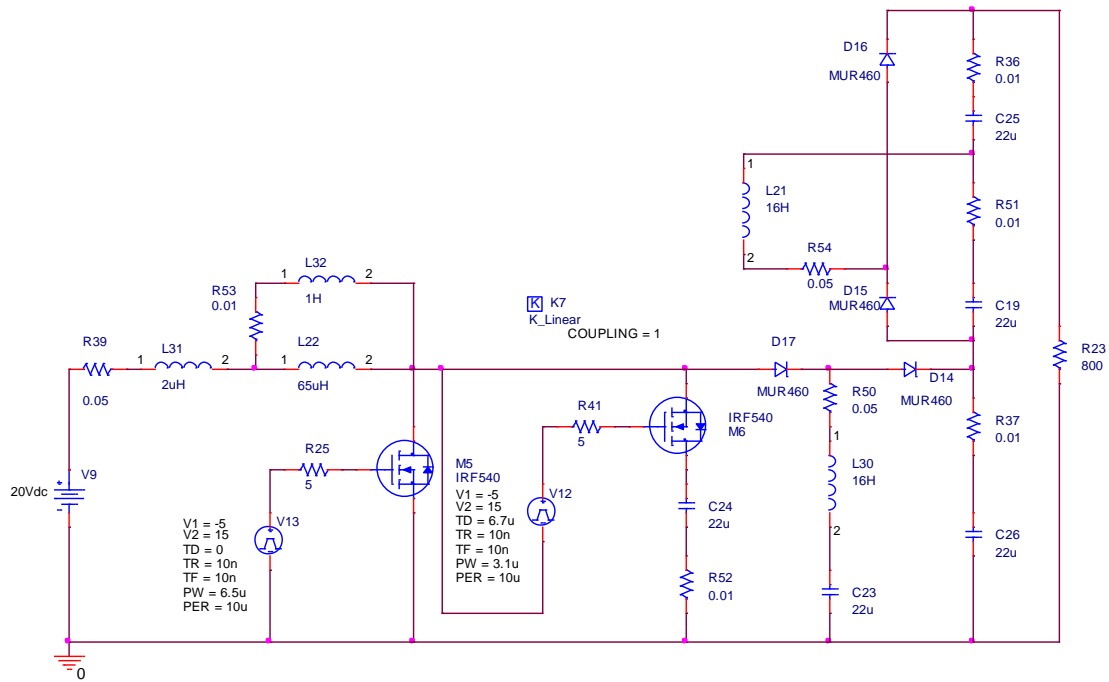 D16
MUR460
R36
0.01
C25
22u
1
L21
16H
2
R54
0.05
R51
0.01
D15
MUR460
C19
22u
R23
800
L32
1
2
1H
R53
0.01
K K7
K_Linear
COUPLING = 1
R39
0.05
L31
1
2
2uH
L22
1
2
65uH
D17
MUR460
D14
MUR460
R50
0.05
1
L30
16H
2
R37
0.01
R41
5
IRF540
M6
R25
5
M5
IRF540
V9
20Vdc
V13
V1 = -5
V2 = 15
TD = 0
TR = 10n
TF = 10n
PW = 6.5u
PER = 10u
V12
V1 = -5
V2 = 15
TD = 6.7u
TR = 10n
TF = 10n
PW = 3.1u
PER = 10u
C24
22u
R52
0.01
C23
22u
C26
22u
0